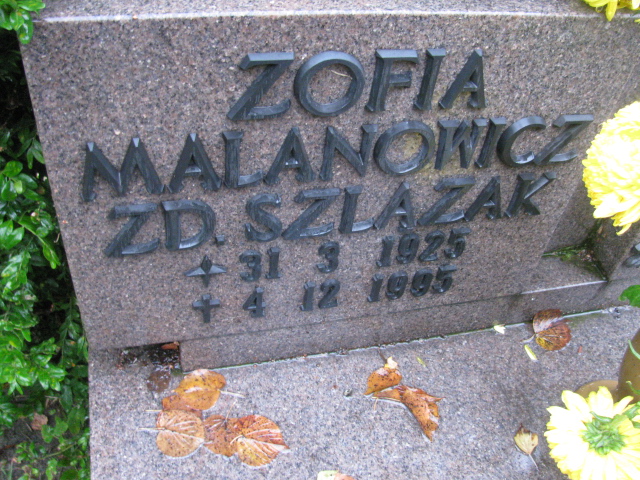 ZOFIA
MALANOWICZ
ZD. SZLAZAK
31 3 1925
4 12 1995